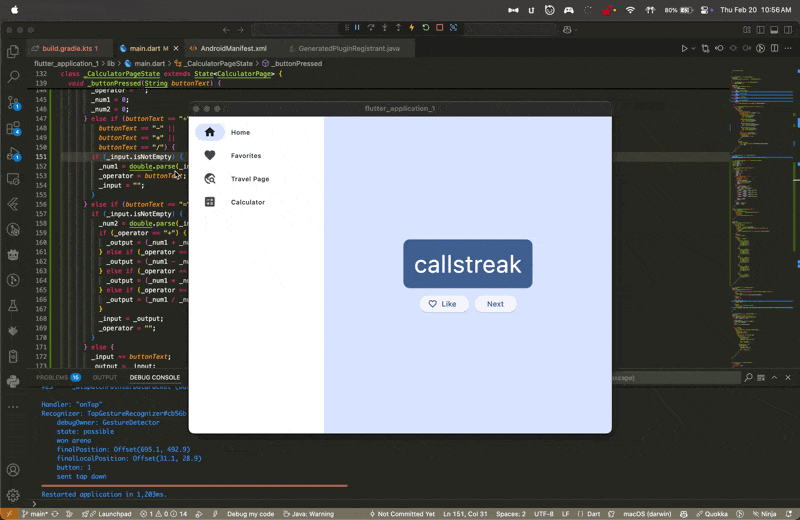 80%
Thu Feb 20 10:56 AM
build.gradle.kts 1
main.dart M
AndroidManifest.xml
GeneratedPluginRegistrant.java
flutter_application_1 > lib > main.dart > _CalculatorPageState > _buttonPressed
132 class _CalculatorPageState extends State<CalculatorPage> {
139 void _buttonPressed(String buttonText) {
145 _num1 = 0;
146 _num2 = 0;
147 } else if (buttonText == "+"
148 buttonText == "-" ||
149 buttonText == "*" ||
150 buttonText == "/") {
151 if (_input.isNotEmpty) {
152 _num1 = double.parse(_in
153 _operator = buttonText;
154 _input = "";
155 }
156 } else if (buttonText == "="
157 if (_input.isNotEmpty) {
158 _num2 = double.parse(_in
159 if (_operator == "+") {
160 _output = (_num1 + _nu
161 } else if (_operator ==
162 _output = (_num1 - _nu
163 } else if (_operator ==
164 _output = (_num1 * _nu
165 } else if (_operator ==
166 _output = (_num1 / _nu
167 }
168 _input = _output;
169 _operator = "";
170 }
171 } else {
172 _input += buttonText;
173 _output = _input;
flutter_application_1
Home
Favorites
Travel Page
Calculator
callstreak
Like
Next
PROBLEMS 15
OUTPUT
DEBUG CONSOLE
Handler: "onTap"
Recognizer: TapGestureRecognizer#cb56b
debugOwner: GestureDetector
state: possible
won arena
finalPosition: Offset(695.1, 492.9)
finalLocalPosition: Offset(31.1, 28.9)
button: 1
sent tap down
Restarted application in 1,203ms.
main*
Launchpad
1 0 14
Debug my code
Java: Warning
Not Committed Yet
Ln 151, Col 31
Spaces: 2
UTF-8
LF
Dart
macOS (darwin)
Quokka
Ninja